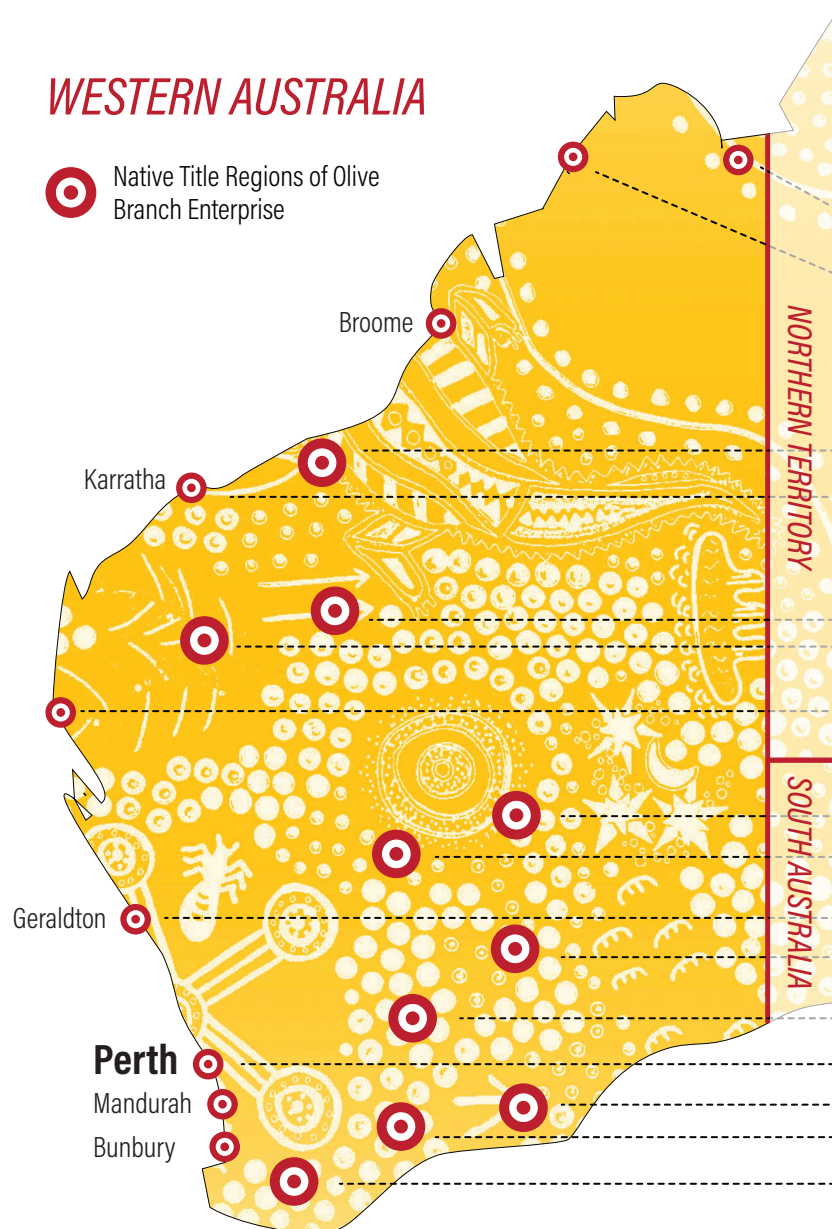 WESTERN AUSTRALIA
Native Title Regions of Olive
Branch Enterprise
Broome
NORTHERN TERRITORY
Karratha
SOUTH AUSTRALIA
Geraldton
Perth
Mandurah
Bunbury